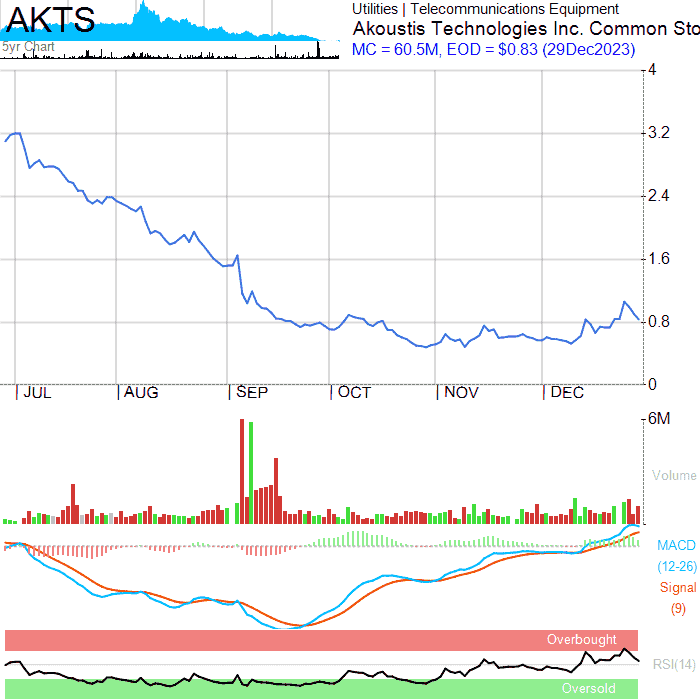 AKTS
5yr Chart
Utilities | Telecommunications Equipment
Akoustis Technologies Inc. Common Sto
MC = 60.5M, EOD = $0.83 (29Dec2023)
4
3.2
2.4
1.6
0.8
0
JUL AUG SEP OCT NOV DEC
6M
Volume
MACD
(12-26)
Signal
(9)
Overbought
RSI(14)
Oversold